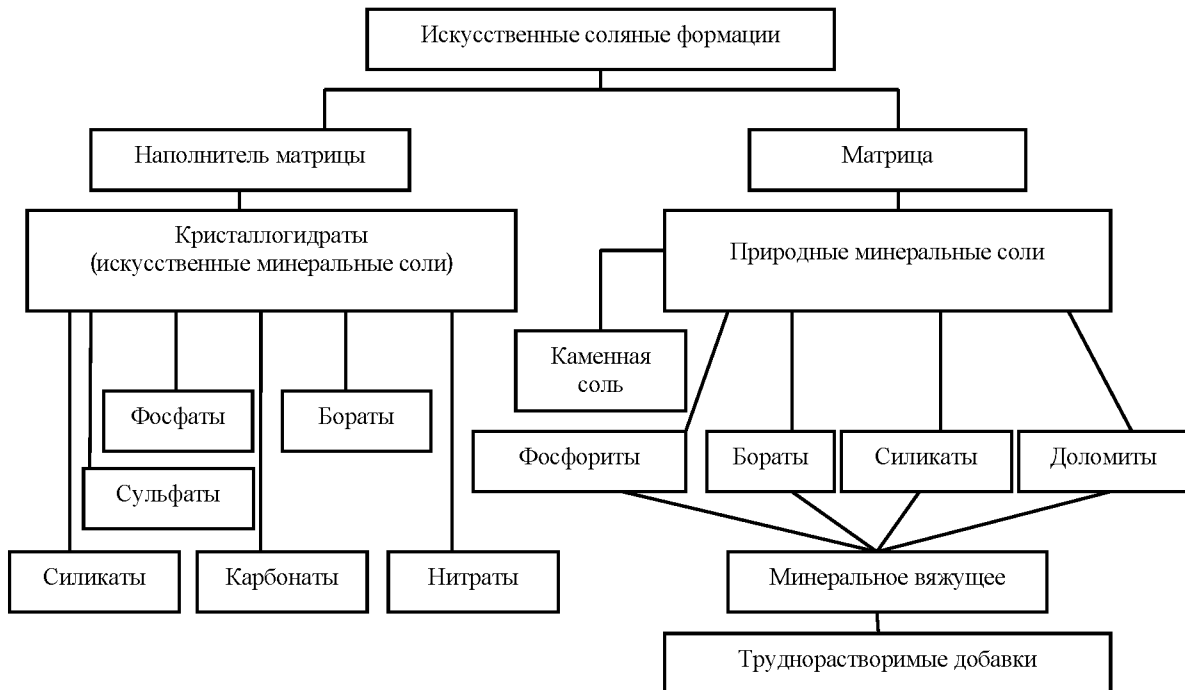 Искусственные соляные формации
Наполнитель матрицы
Матрица
Кристаллогидраты
(искусственные минеральные соли)
Природные минеральные соли
Каменная
соль
Фосфаты
Бораты
Фосфориты
Бораты
Силикаты
Доломиты
Сульфаты
Силикаты
Карбонаты
Нитраты
Минеральное вяжущее
Труднорастворимые добавки